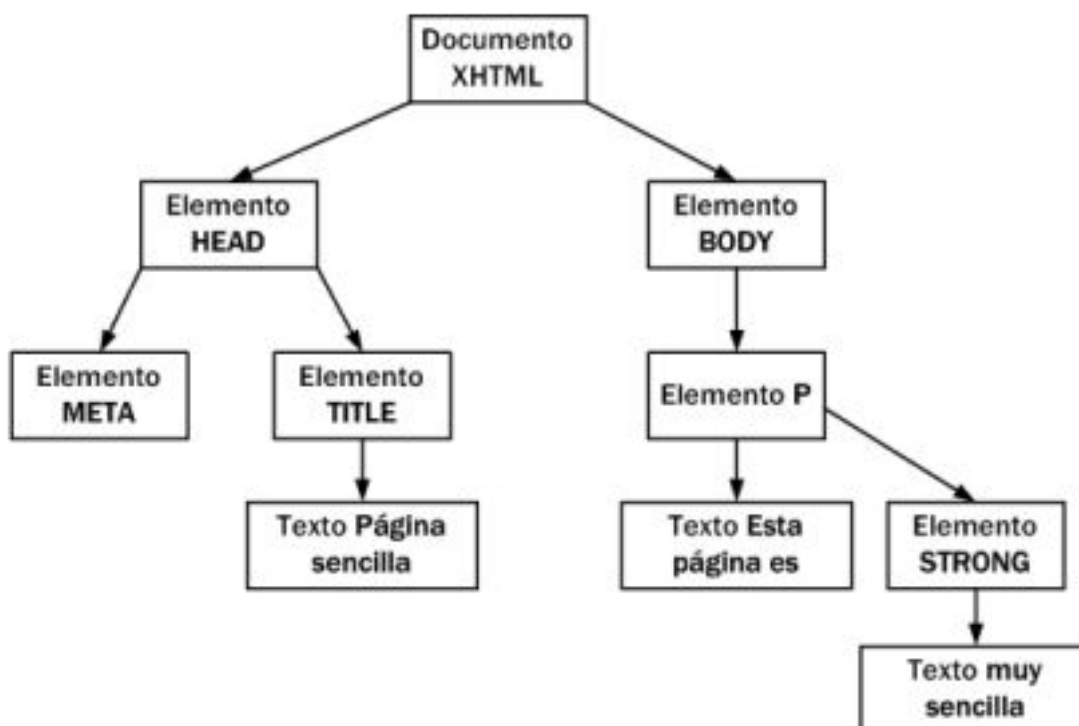 Documento
XHTML
Elemento
HEAD
Elemento
BODY
Elemento
META
Elemento
TITLE
Elemento P
Texto Página
sencilla
Texto Esta
página es
Elemento
STRONG
Texto muy
sencilla